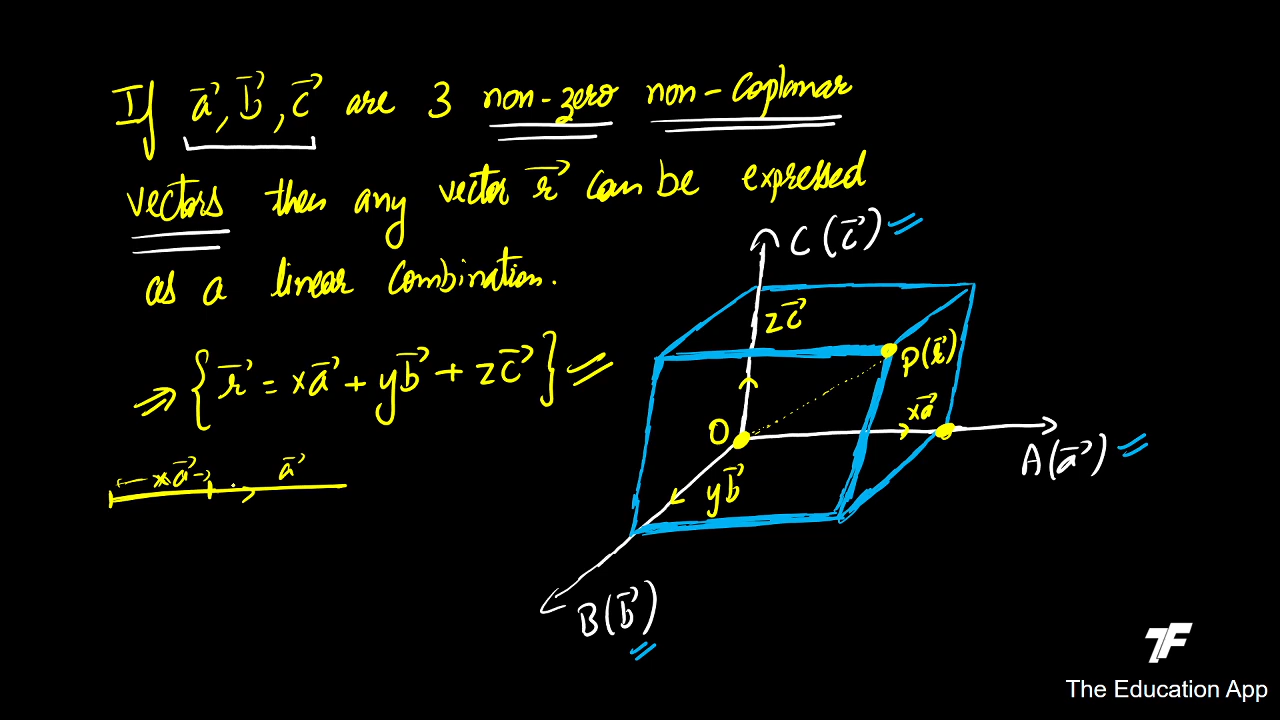 If a⃗, b⃗, c⃗ are 3 non-zero non-coplanar
vectors then any vector r⃗ can be expressed
as a linear combination.
⇒ { r⃗ = xa⃗ + yb⃗ + zc⃗ }
xa⃗ a⃗
C (c⃗)
zc⃗
P(r⃗)
xa⃗
O
A(a⃗)
yb⃗
B(b⃗)
TF
The Education App